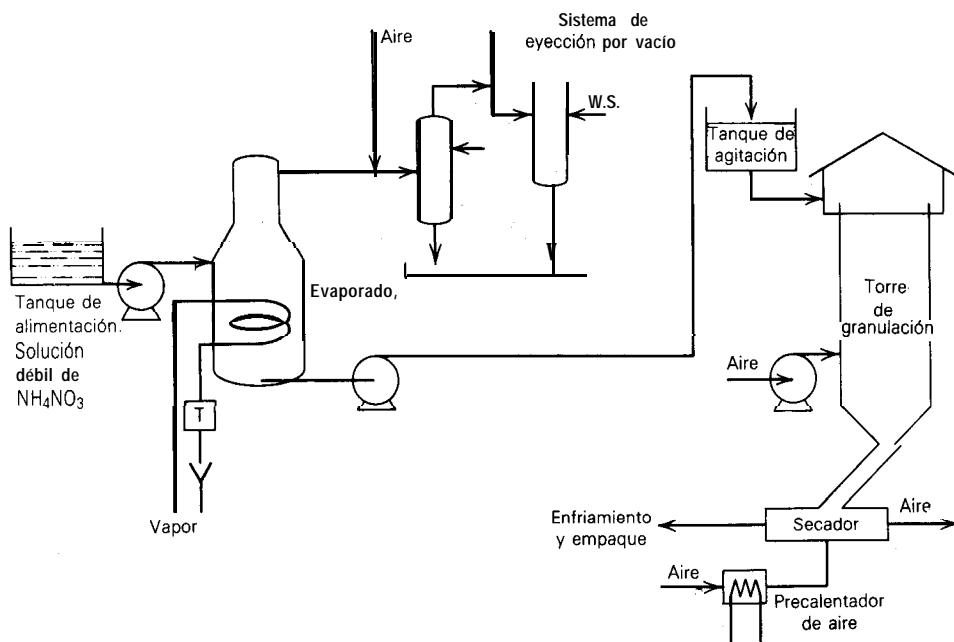 Sistema de
eyección por vacío
Aire
W.S.
Tanque de
agitación
Evaporado,
Tanque de
alimentación.
Solución
débil de
NH₄NO₃
T
Vapor
Torre
de
granulación
Aire
Enfriamiento
y empaque
Secador
Aire
Aire
Precalentador
de aire